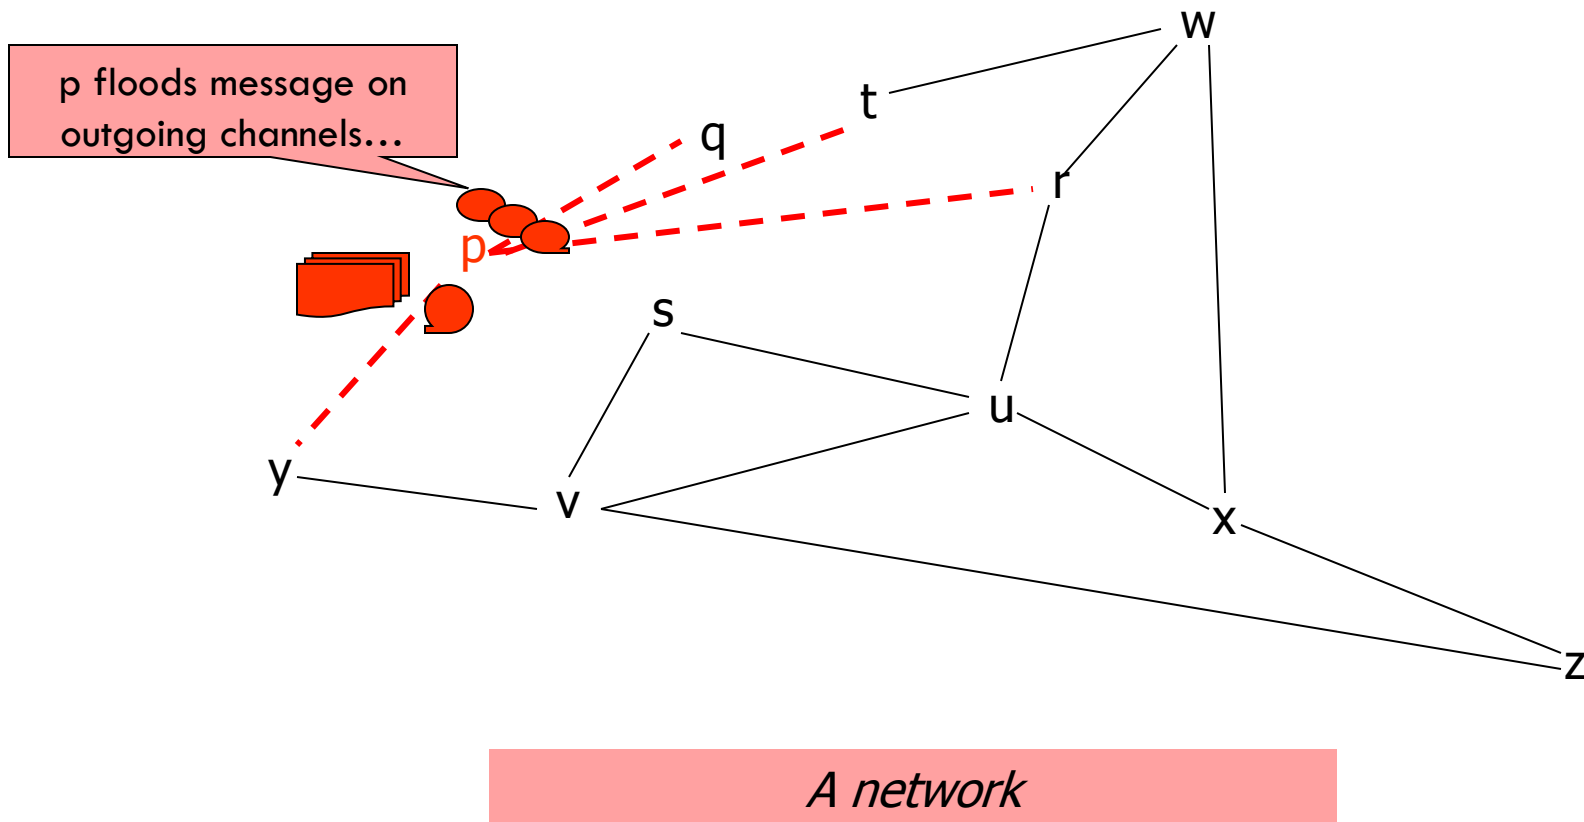 w
p floods message on
outgoing channels...
t
q
r
p
s
u
y
v
x
z
A network